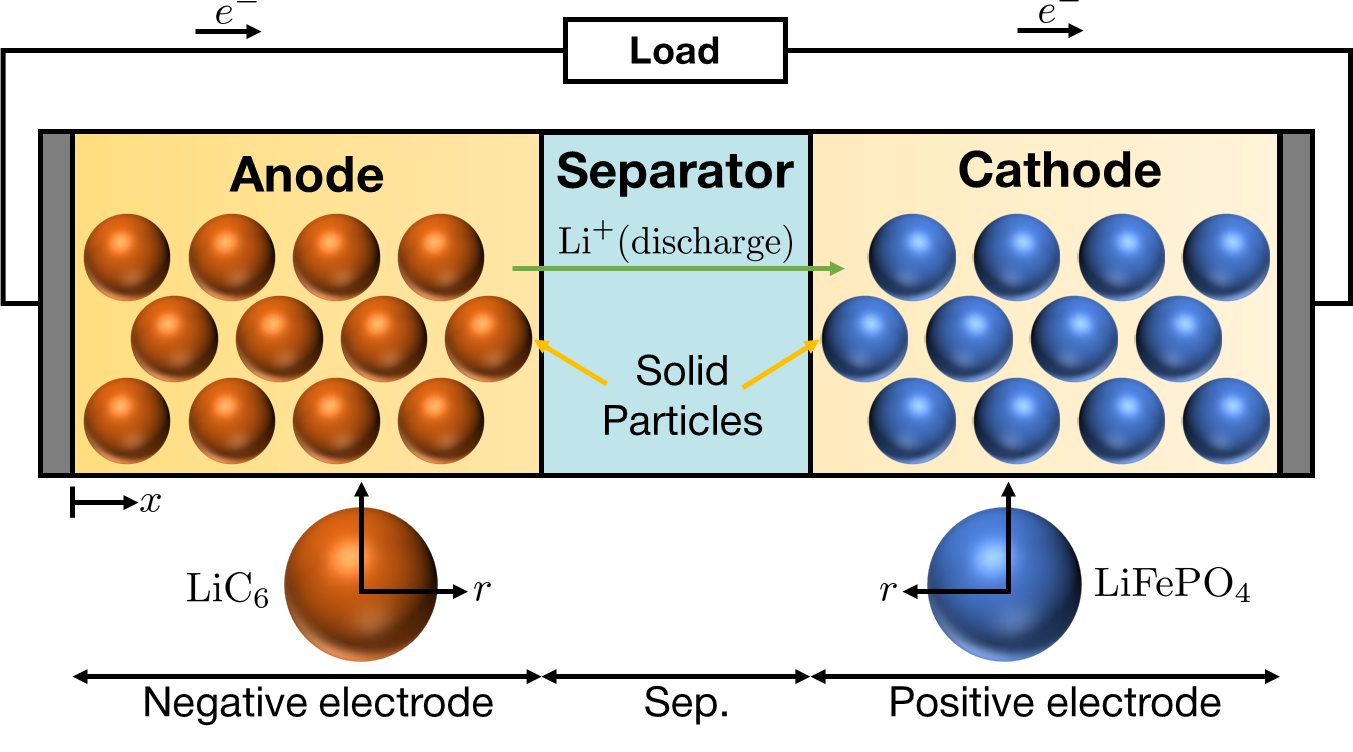 e⁻
e⁻
Load
Anode
Separator
Cathode
Li⁺(discharge)
Solid
Particles
x
LiC₆
r
r
LiFePO₄
Negative electrode
Sep.
Positive electrode